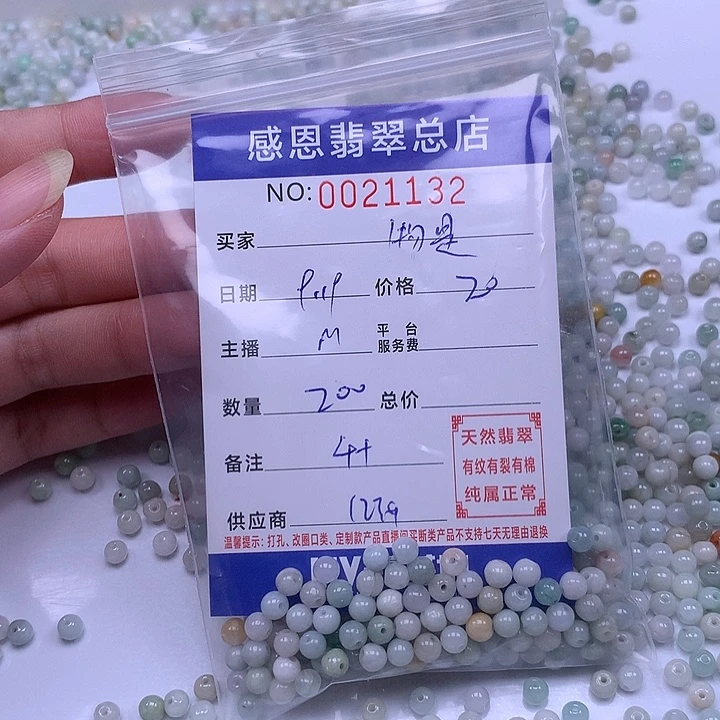 感恩翡翠总店
NO:0021132
买家
日期 价格 20
主播 M 平台服务费
数量 200 总价
备注 4+
天然翡翠
有纹有裂有棉
纯属正常
供应商
温馨提示:打孔、改圈口类、定制款产品直播间买断类产品不支持七天无理由退换